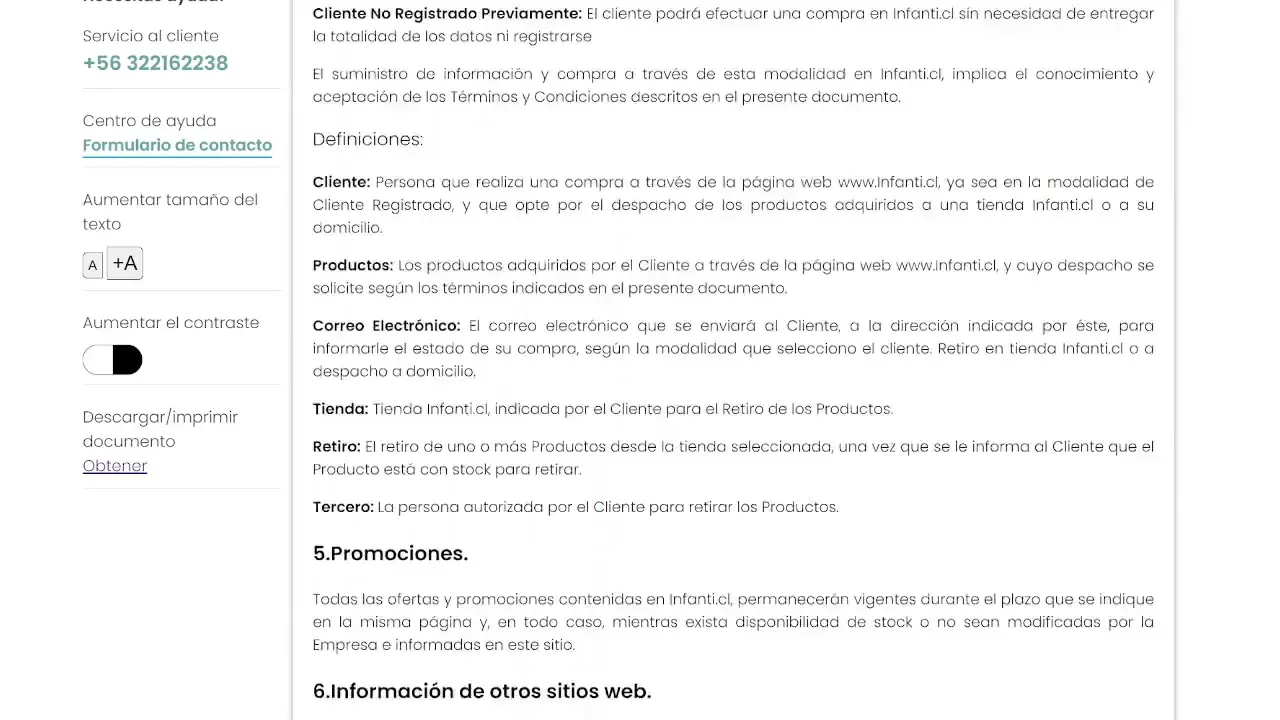 Servicio al cliente
+56 322162238
Centro de ayuda
Formulario de contacto
Aumentar tamaño del
texto
A +A
Aumentar el contraste
Descargar/imprimir
documento
Obtener
Cliente No Registrado Previamente: El cliente podrá efectuar una compra en Infanti.cl sín necesidad de entregar
la totalidad de los datos ni registrarse
El suministro de información y compra a través de esta modalidad en Infanti.cl, implica el conocimiento y
aceptación de los Términos y Condiciones descritos en el presente documento.
Definiciones:
Cliente: Persona que realiza una compra a través de la página web www.Infanti.cl, ya sea en la modalidad de
Cliente Registrado, y que opte por el despacho de los productos adquiridos a una tienda Infanti.cl o a su
domicilio.
Productos: Los productos adquiridos por el Cliente a través de la página web www.Infanti.cl, y cuyo despacho se
solicite según los términos indicados en el presente documento.
Correo Electrónico: El correo electrónico que se enviará al Cliente, a la dirección indicada por éste, para
informarle el estado de su compra, según la modalidad que selecciono el cliente. Retiro en tienda Infanti.cl o a
despacho a domicilio.
Tienda: Tienda Infanti.cl, indicada por el Cliente para el Retiro de los Productos.
Retiro: El retiro de uno o más Productos desde la tienda seleccionada, una vez que se le informa al Cliente que el
Producto está con stock para retirar.
Tercero: La persona autorizada por el Cliente para retirar los Productos.
5.Promociones.
Todas las ofertas y promociones contenidas en Infanti.cl, permanecerán vigentes durante el plazo que se indique
en la misma página y, en todo caso, mientras exista disponibilidad de stock o no sean modificadas por la
Empresa e informadas en este sitio.
6.Información de otros sitios web.